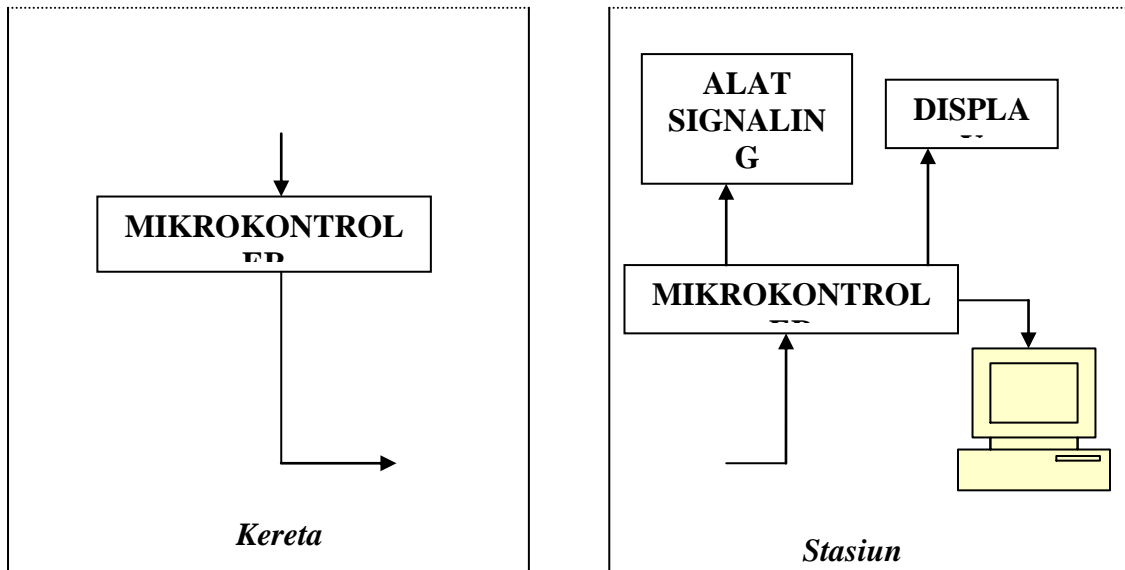 MIKROKONTROL
Kereta
ALAT
SIGNALIN
G
DISPLA
MIKROKONTROL
Stasiun